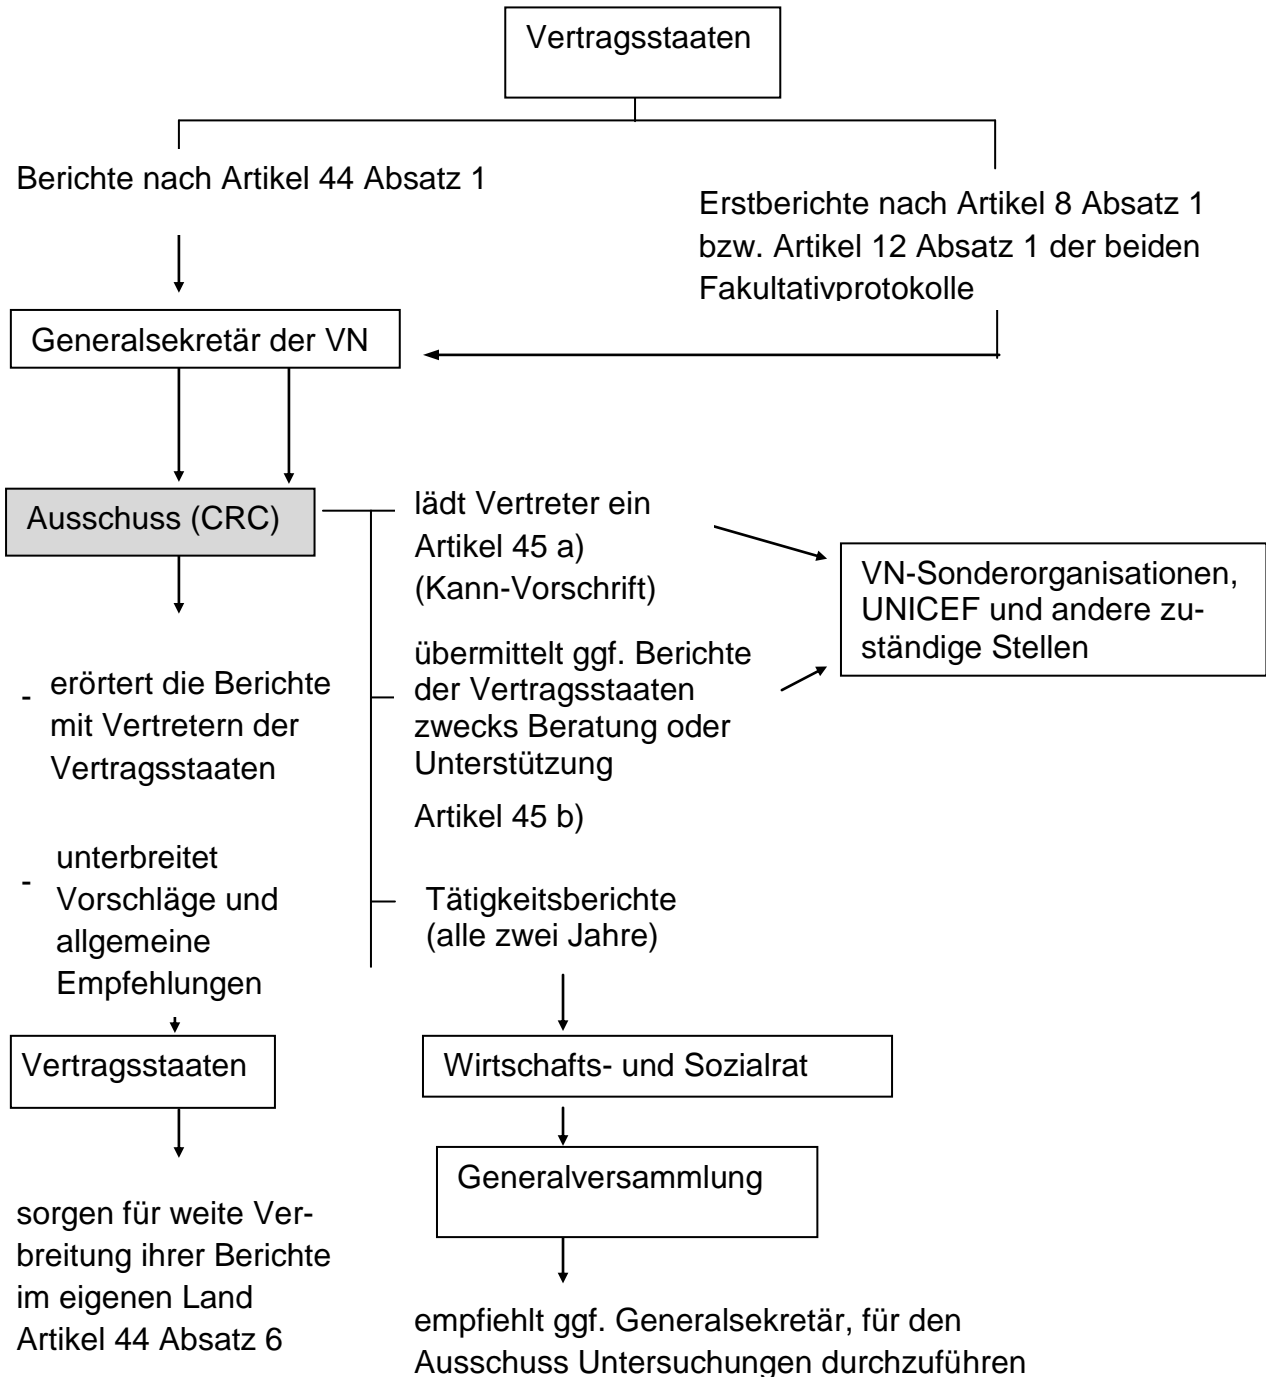 Vertragsstaaten
Berichte nach Artikel 44 Absatz 1
Erstberichte nach Artikel 8 Absatz 1
bzw. Artikel 12 Absatz 1 der beiden
Fakultativprotokolle
Generalsekretär der VN
Ausschuss (CRC)
lädt Vertreter ein
Artikel 45 a)
(Kann-Vorschrift)
VN-Sonderorganisationen,
UNICEF und andere zu-
ständige Stellen
übermittelt ggf. Berichte
der Vertragsstaaten
zwecks Beratung oder
Unterstützung
Artikel 45 b)
- erörtert die Berichte
mit Vertretern der
Vertragsstaaten
- unterbreitet
Vorschläge und
allgemeine
Empfehlungen
Tätigkeitsberichte
(alle zwei Jahre)
Vertragsstaaten
Wirtschafts- und Sozialrat
Generalversammlung
sorgen für weite Ver-
breitung ihrer Berichte
im eigenen Land
Artikel 44 Absatz 6
empfiehlt ggf. Generalsekretär, für den
Ausschuss Untersuchungen durchzuführen